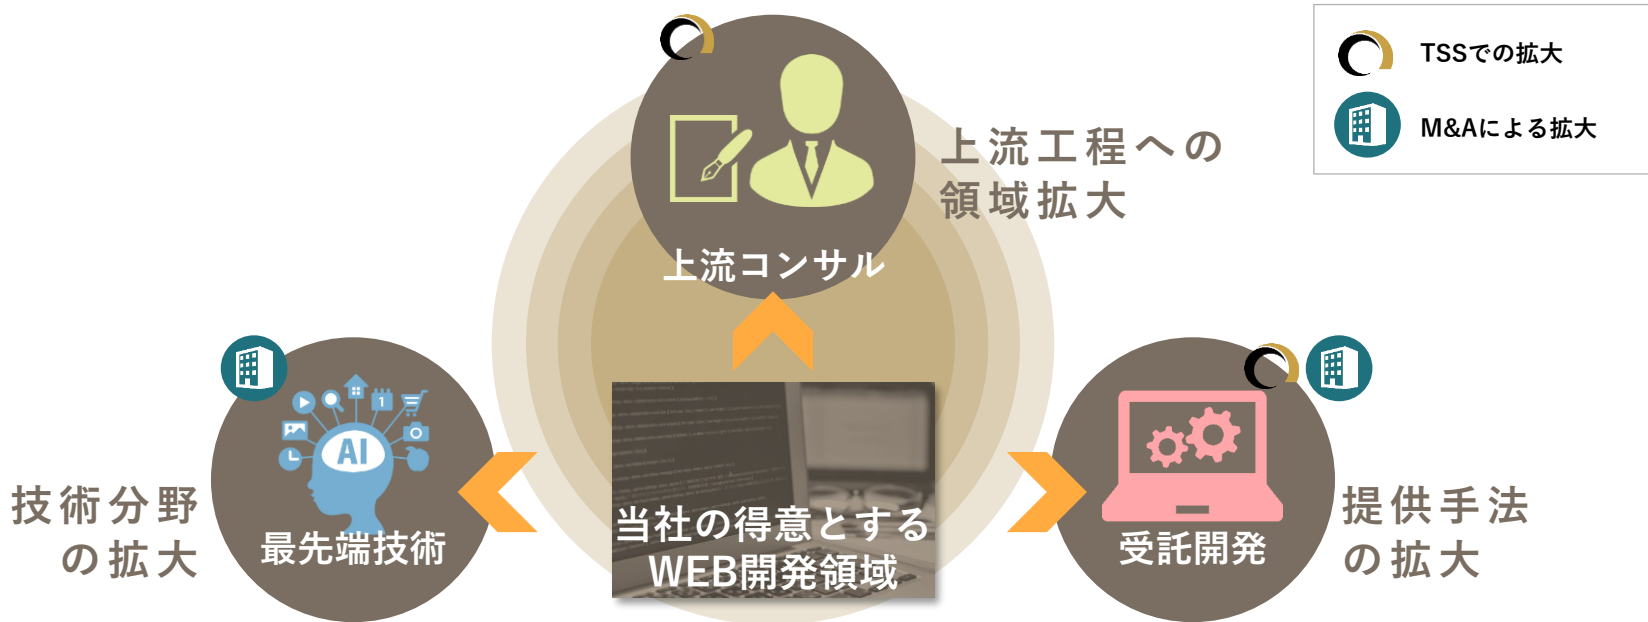 TSSでの拡大
M&Aによる拡大
上流工程への
領域拡大
上流コンサル
1
AI
技術分野
の拡大
最先端技術
当社の得意とする
WEB開発領域
受託開発
提供手法
の拡大